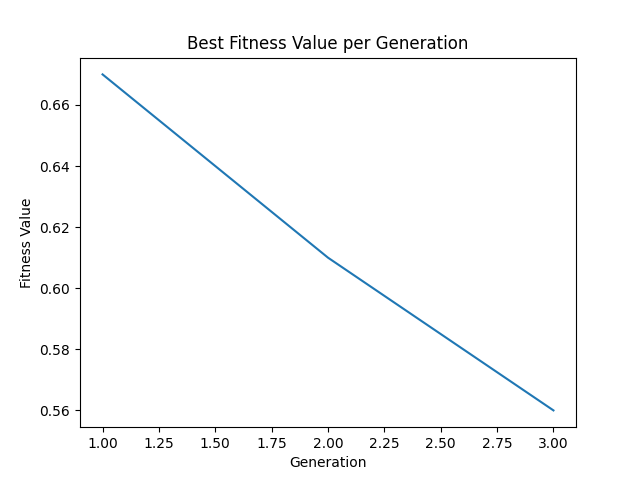 Best Fitness Value per Generation
Fitness Value
0.66
0.64
0.62
0.60
0.58
0.56
1.00 1.25 1.50 1.75 2.00 2.25 2.50 2.75 3.00
Generation